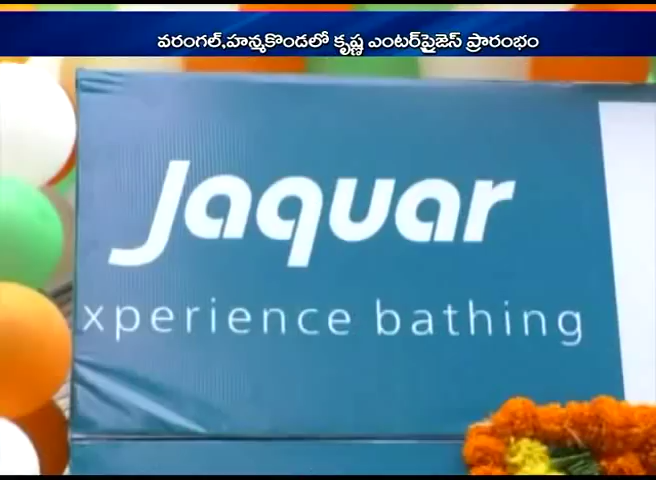 వరంగల్,హన్మకొండలో కృష్ణ ఎంటర్‌ప్రైజెస్ ప్రారంభం
Jaquar
xperience bathing